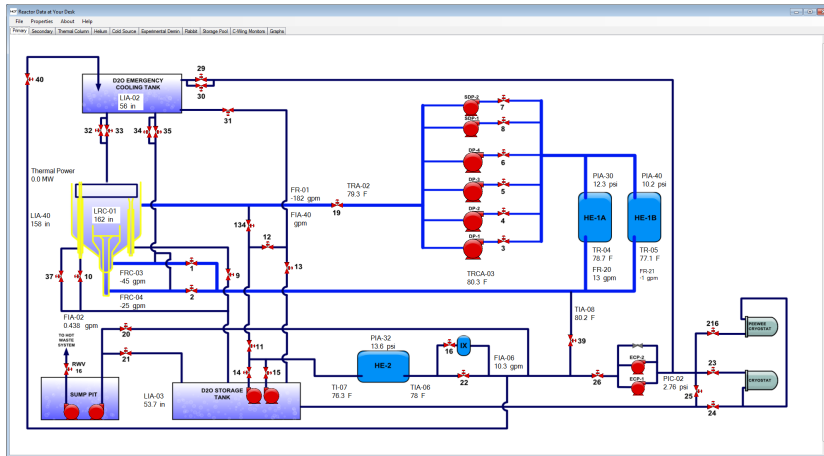 Reactor Data at Your Desk
File Properties About Help
Primary Secondary Thermal Column Helium Cold Source Experimental Demin Rabbit Storage Pool C-Wing Monitors Graphs
40
D2O EMERGENCY
COOLING TANK
LIA-02
56 in
29
30
31
32 33 34 35
Thermal Power
0.0 MW
LRC-01
162 in
LIA-40
158 in
FR-01
-182 gpm
FIA-40
gpm
TRA-02
79.3 F
19
SDP-2
7
SDP-1
8
DP-4
6
DP-3
5
DP-2
4
DP-1
3
PIA-30
12.3 psi
PIA-40
10.2 psi
HE-1A
HE-1B
TR-04
78.7 F
TR-05
77.1 F
FR-20
13 gpm
FR-21
-1 gpm
134
12
13
37
10
9
1
2
FRC-03
-45 gpm
FRC-04
-25 gpm
TRCA-03
80.3 F
FIA-02
0.438 gpm
TIA-08
80.2 F
39
TO HOT
WASTE
SYSTEM
RWV
16
20
21
SUMP PIT
LIA-03
53.7 in
11
14
15
D2O STORAGE
TANK
PIA-32
13.6 psi
HE-2
TI-07
76.3 F
TIA-06
78 F
16
IX
22
FIA-06
10.3 gpm
26
ECP-2
ECP-1
PIC-02
2.76 psi
216
PEEWEE
CRYOSTAT
23
25
24
CRYOSTAT